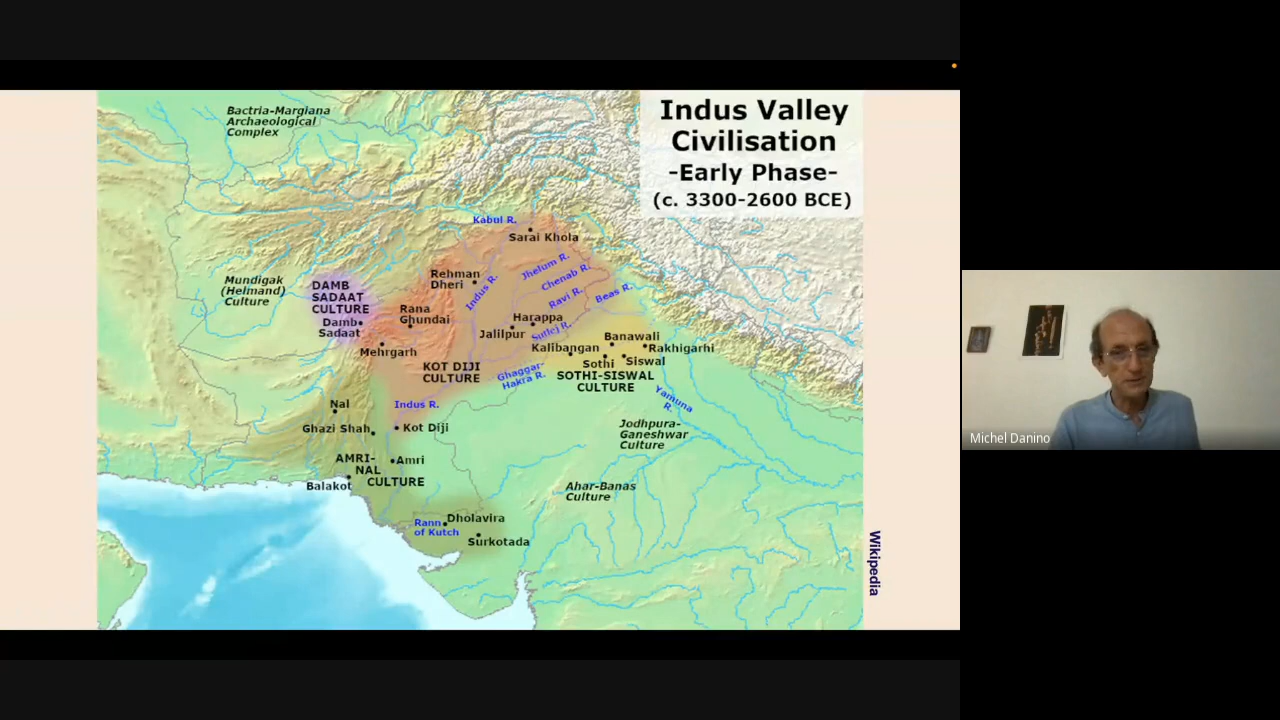 Indus Valley
Civilisation
-Early Phase-
(c. 3300-2600 BCE)
Bactria-Margiana
Archaeological
Complex
Kabul R.
Sarai Khola
Jhelum R.
Chenab R.
Ravi R.
Beas R.
Rehman
Dheri
Indus R.
Mundigak
(Helmand)
Culture
DAMB
SADAAT
CULTURE
Damb
Sadaat
Rana
Ghundai
Mehrgarh
Harappa
Jalilpur
Sutlej R.
Banawali
Kalibangan
Rakhigarhi
Sothi
Siswal
SOTHI-SISWAL
CULTURE
KOT DIJI
CULTURE
Ghaggar-
Hakra R.
Yamuna
R.
Nal
Indus R.
Ghazi Shah
Kot Diji
Jodhpura-
Ganeshwar
Culture
AMRI-
NAL
CULTURE
Amri
Balakot
Ahar-Banas
Culture
Rann
of Kutch
Dholavira
Surkotada
Wikipedia
Michel Danino